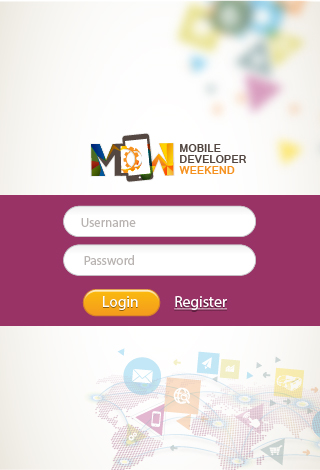 MDW
MOBILE
DEVELOPER
WEEKEND
Username
Password
Login Register